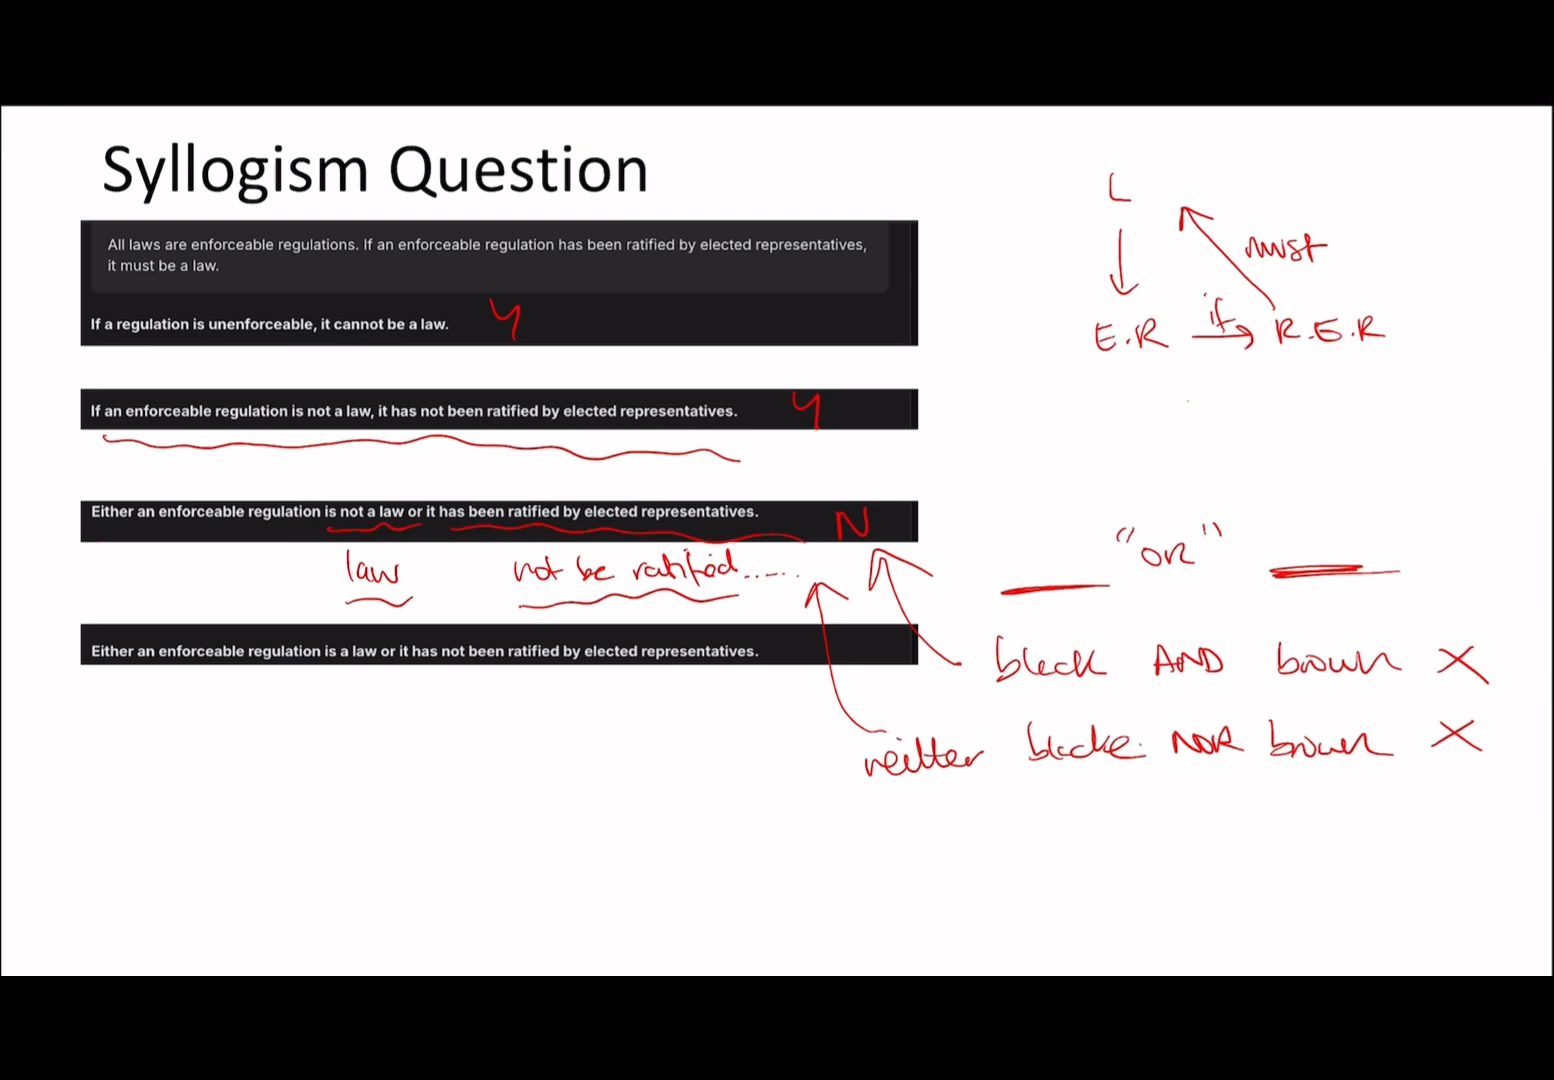 Syllogism Question
All laws are enforceable regulations. If an enforceable regulation has been ratified by elected representatives,
it must be a law.
If a regulation is unenforceable, it cannot be a law. Y
If an enforceable regulation is not a law, it has not been ratified by elected representatives. Y
Either an enforceable regulation is not a law or it has been ratified by elected representatives. N
law not be ratified.....
Either an enforceable regulation is a law or it has not been ratified by elected representatives.
L
must
E.R if R.E.R
"OR"
black AND brown X
neither blacke NOR brown X